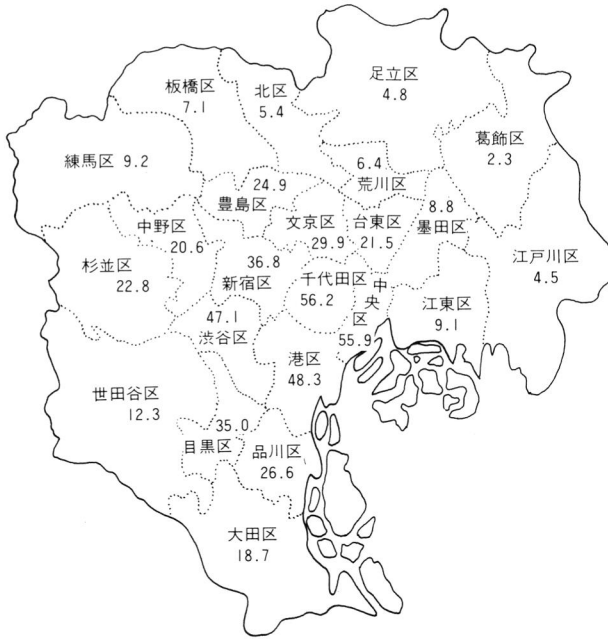 足立区
4.8
板橋区
7.1
北区
5.4
葛飾区
2.3
練馬区 9.2
6.4
荒川区
24.9
豊島区
8.8
墨田区
中野区
20.6
文京区
29.9
台東区
21.5
江戸川区
4.5
杉並区
22.8
36.8
新宿区
千代田区
56.2
中央区
55.9
江東区
9.1
47.1
渋谷区
港区
48.3
世田谷区
12.3
35.0
目黒区
品川区
26.6
大田区
18.7